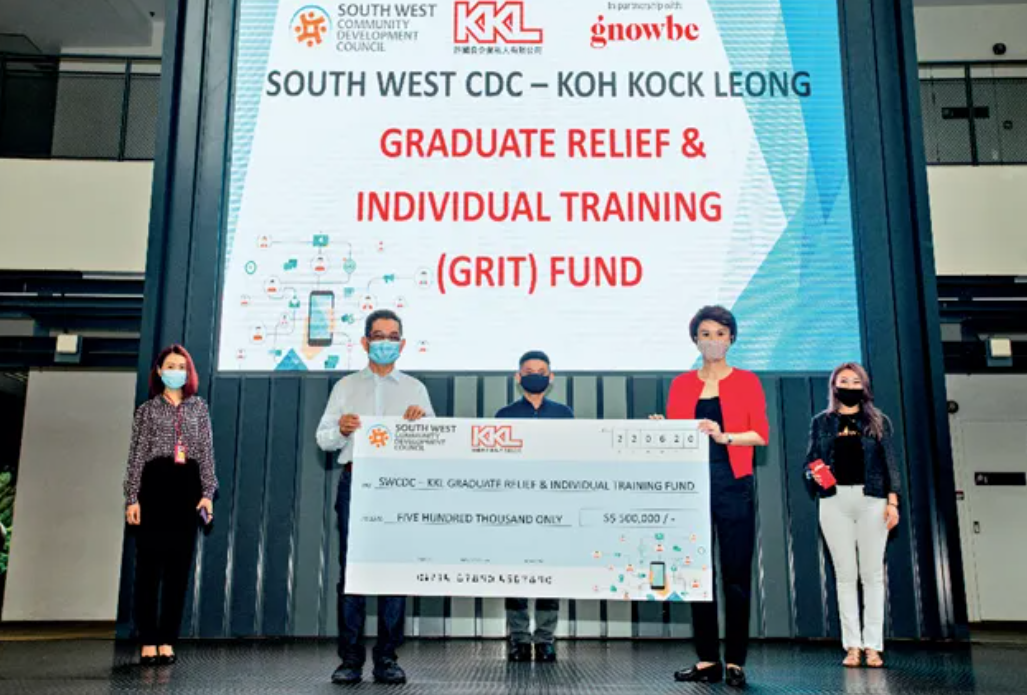 SOUTH WEST
COMMUNITY
DEVELOPMENT
COUNCIL
KKL
In partnership with
gnowbe
SOUTH WEST CDC – KOH KOCK LEONG
GRADUATE RELIEF &
INDIVIDUAL TRAINING
(GRIT) FUND
SOUTH WEST
COMMUNITY
DEVELOPMENT
COUNCIL
KKL
220620
SWCDC – KKL GRADUATE RELIEF & INDIVIDUAL TRAINING FUND
FIVE HUNDRED THOUSAND ONLY S$ 500,000 / -